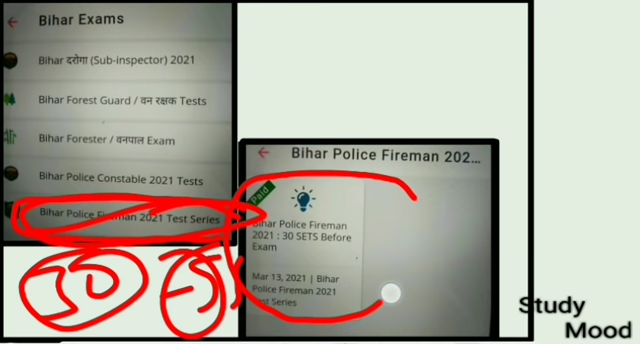 Bihar Exams
Bihar दरोगा (Sub-inspector) 2021
Bihar Forest Guard / वन रक्षक Tests
Bihar Forester / वनपाल Exam
Bihar Police Constable 2021 Tests
Bihar Police Fireman 2021 Test Series
Bihar Police Fireman 202...
Paid
Bihar Police Fireman
2021 : 30 SETS Before
Exam
Mar 13, 2021 | Bihar
Police Fireman 2021
Test Series
30
Study
Mood